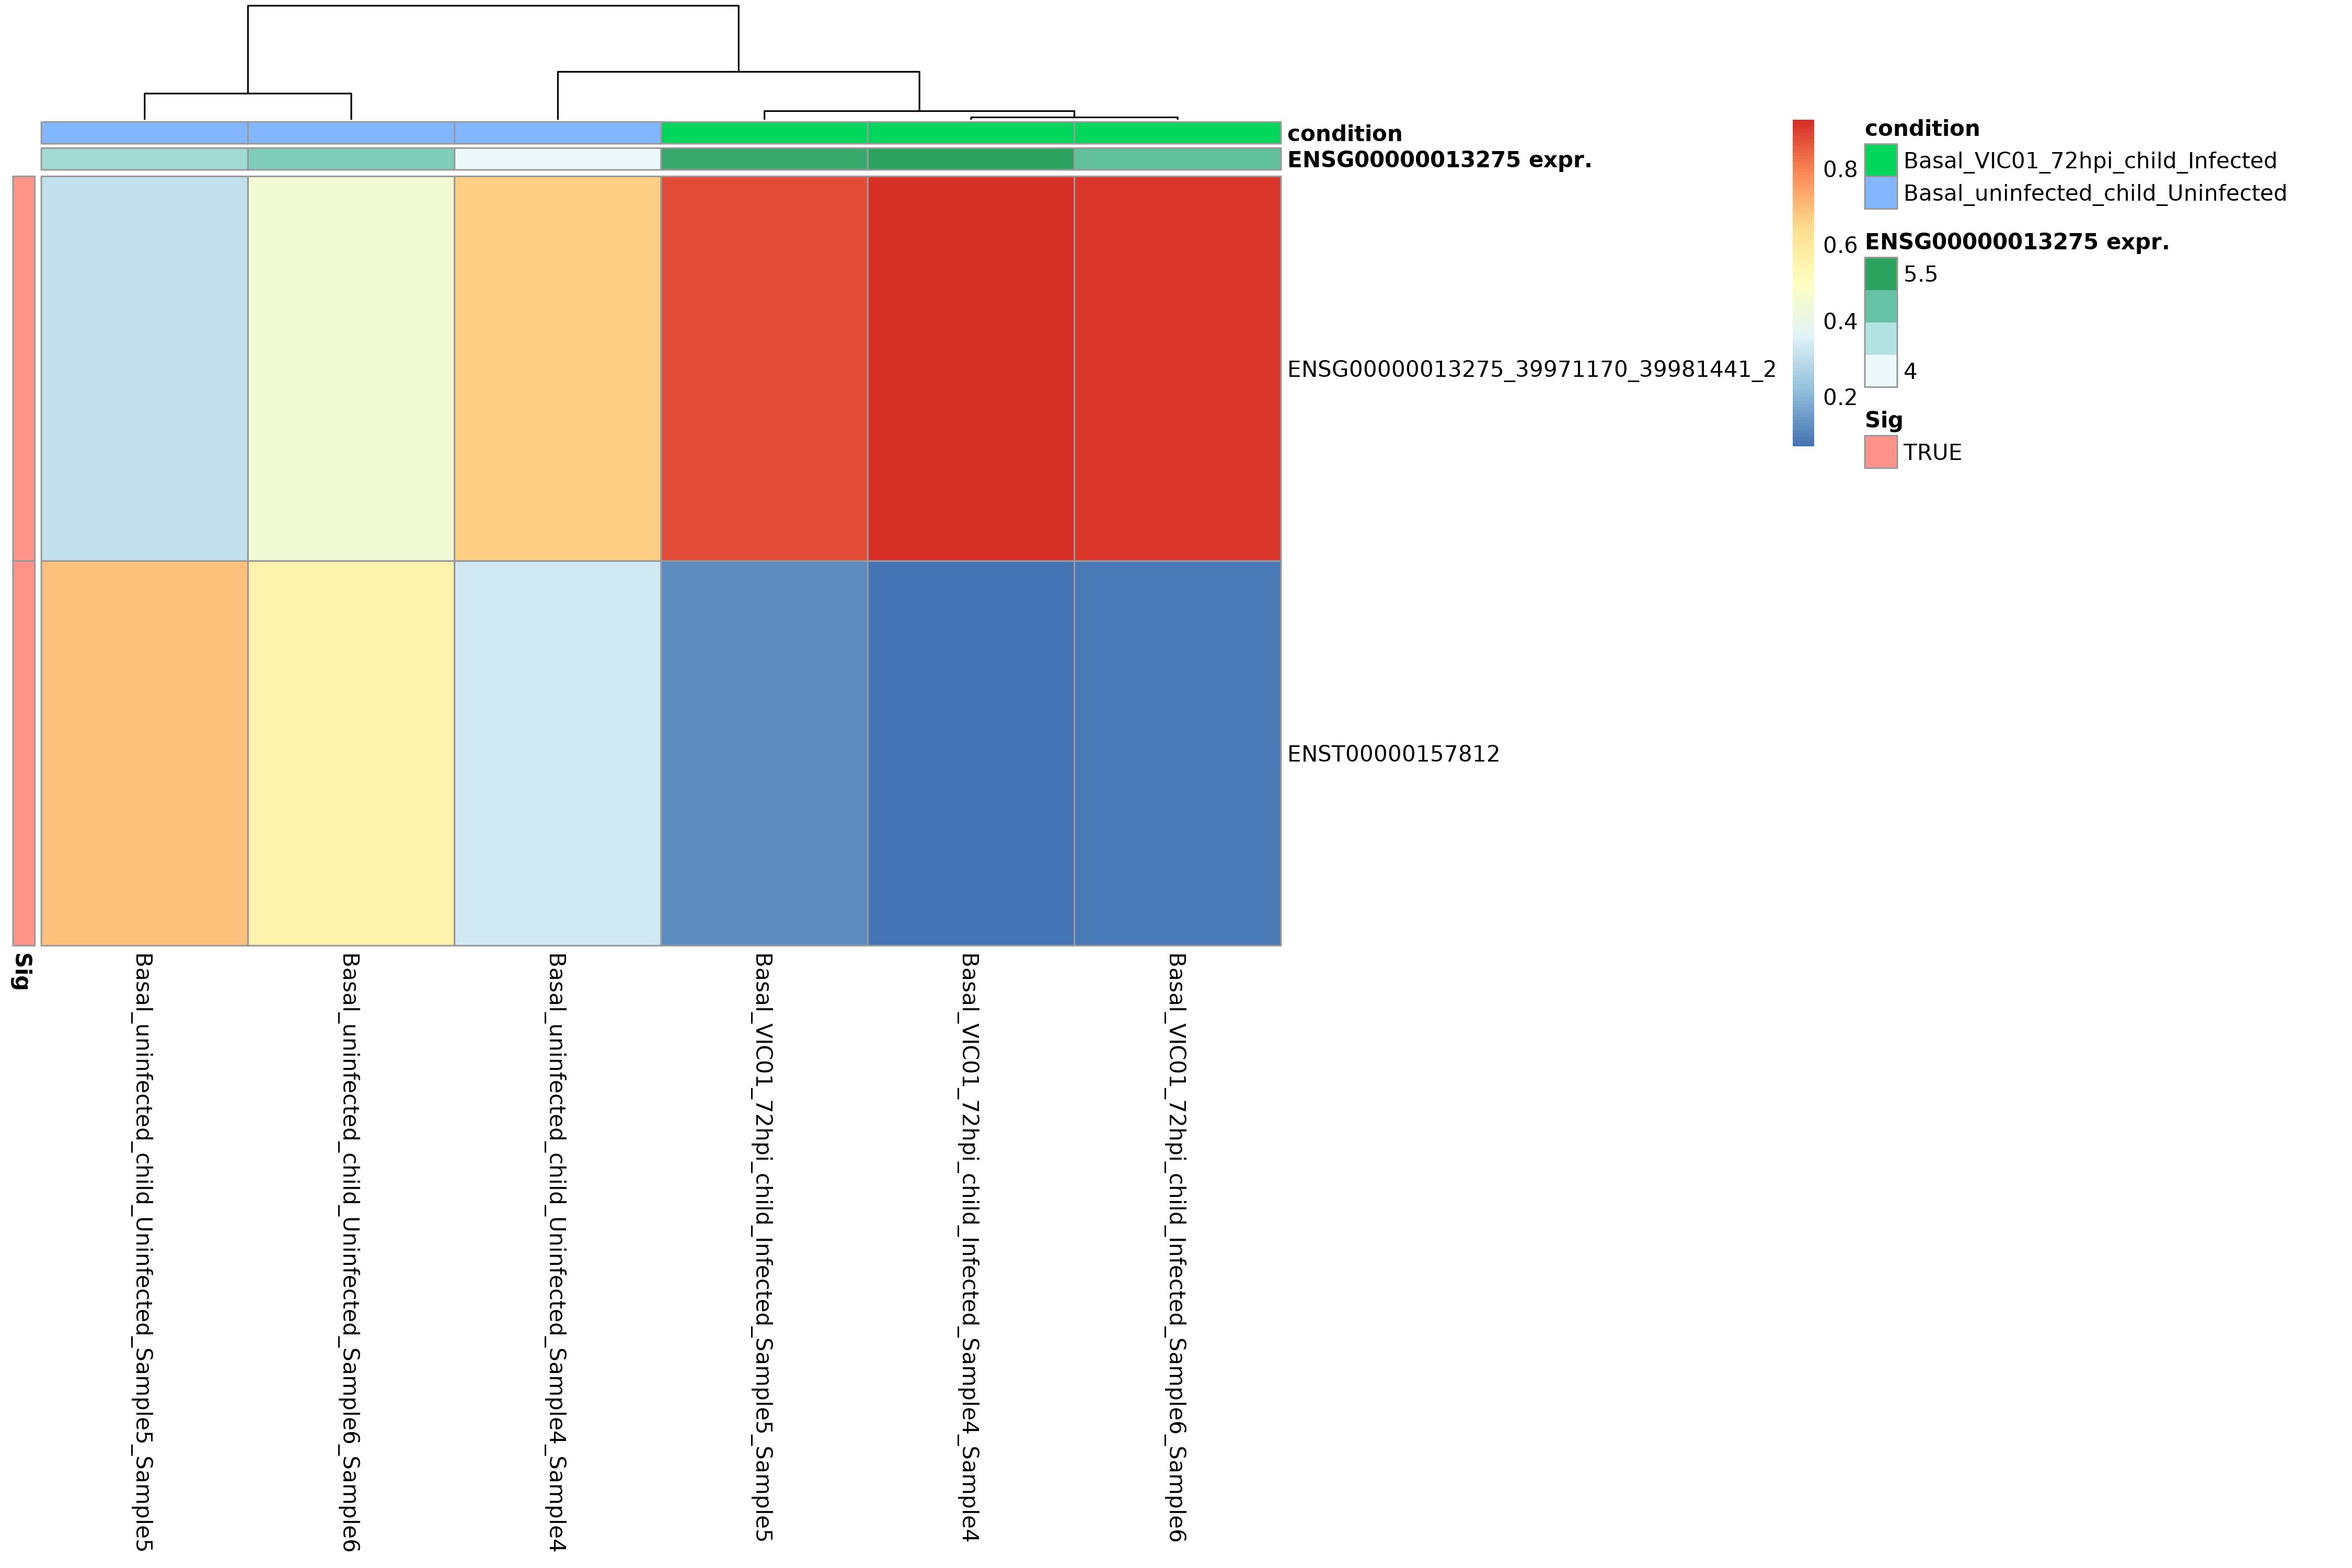 condition
ENSG00000013275 expr.
ENSG00000013275_39971170_39981441_2
ENST00000157812
0.8
0.6
0.4
0.2
condition
Basal_VIC01_72hpi_child_Infected
Basal_uninfected_child_Uninfected
ENSG00000013275 expr.
5.5
4
Sig
TRUE
Sig
Basal_uninfected_child_Uninfected_Sample5_Sample5
Basal_uninfected_child_Uninfected_Sample6_Sample6
Basal_uninfected_child_Uninfected_Sample4_Sample4
Basal_VIC01_72hpi_child_Infected_Sample5_Sample5
Basal_VIC01_72hpi_child_Infected_Sample4_Sample4
Basal_VIC01_72hpi_child_Infected_Sample6_Sample6